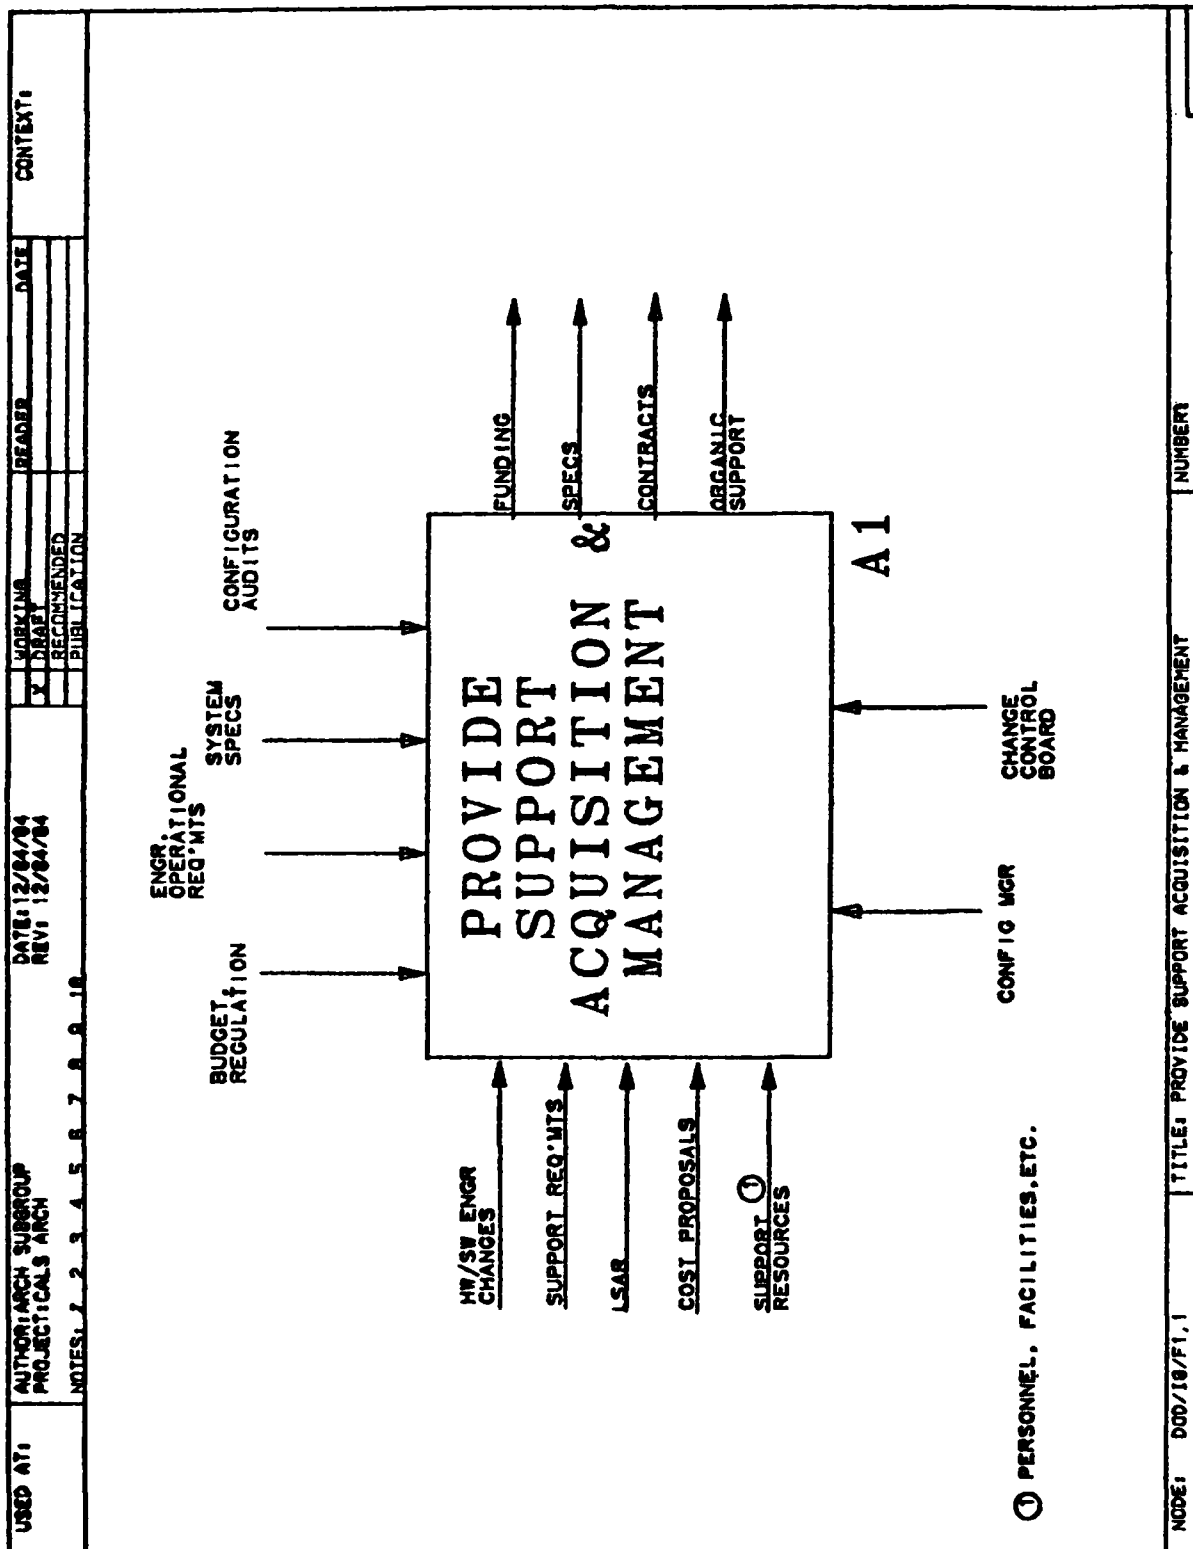 USED AT:
AUTHOR: ARCH SUBGROUP
PROJECT: CALS ARCH
NOTES: 1 2 3 4 5 6 7 8 9 10
DATE: 12/04/04
REV: 12/04/04
WORKING
X DRAFT
RECOMMENDED
PUBLICATION
READER DATE
CONTEXT:
BUDGET,
REGULATION
ENGR,
OPERATIONAL
REQ'MTS
SYSTEM
SPECS
CONFIGURATION
AUDITS
HW/SW ENGR
CHANGES
SUPPORT REQ'MTS
LSAR
COST PROPOSALS
SUPPORT ①
RESOURCES
PROVIDE
SUPPORT
ACQUISITION &
MANAGEMENT
A1
FUNDING
SPECS
CONTRACTS
ORGANIC
SUPPORT
CONFIG MGR
CHANGE
CONTROL
BOARD
① PERSONNEL, FACILITIES,ETC.
NODE: DOD/I0/F1.1
TITLE: PROVIDE SUPPORT ACQUISITION & MANAGEMENT
NUMBER: